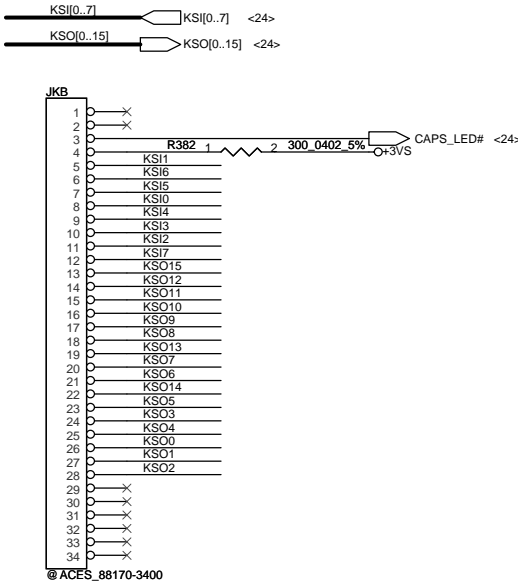 KSI[0..7] KSI[0..7] <24>
KSO[0..15] KSO[0..15] <24>
JKB
1
2
3 CAPS_LED# <24>
4 R382 1 2 300_0402_5% +3VS
5 KSI1
6 KSI6
7 KSI5
8 KSI0
9 KSI4
10 KSI3
11 KSI2
12 KSI7
13 KSO15
14 KSO12
15 KSO11
16 KSO10
17 KSO9
18 KSO8
19 KSO13
20 KSO7
21 KSO6
22 KSO14
23 KSO5
24 KSO3
25 KSO4
26 KSO0
27 KSO1
28 KSO2
29
30
31
32
33
34
@ ACES_88170-3400